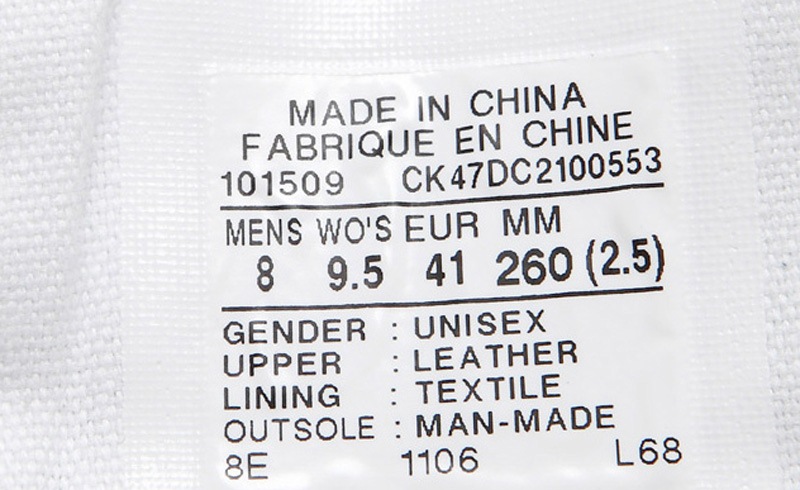 MADE IN CHINA
FABRIQUE EN CHINE
101509 CK47DC2100553
MENS WO'S EUR MM
8 9.5 41 260 (2.5)
GENDER : UNISEX
UPPER : LEATHER
LINING : TEXTILE
OUTSOLE : MAN-MADE
8E 1106 L68